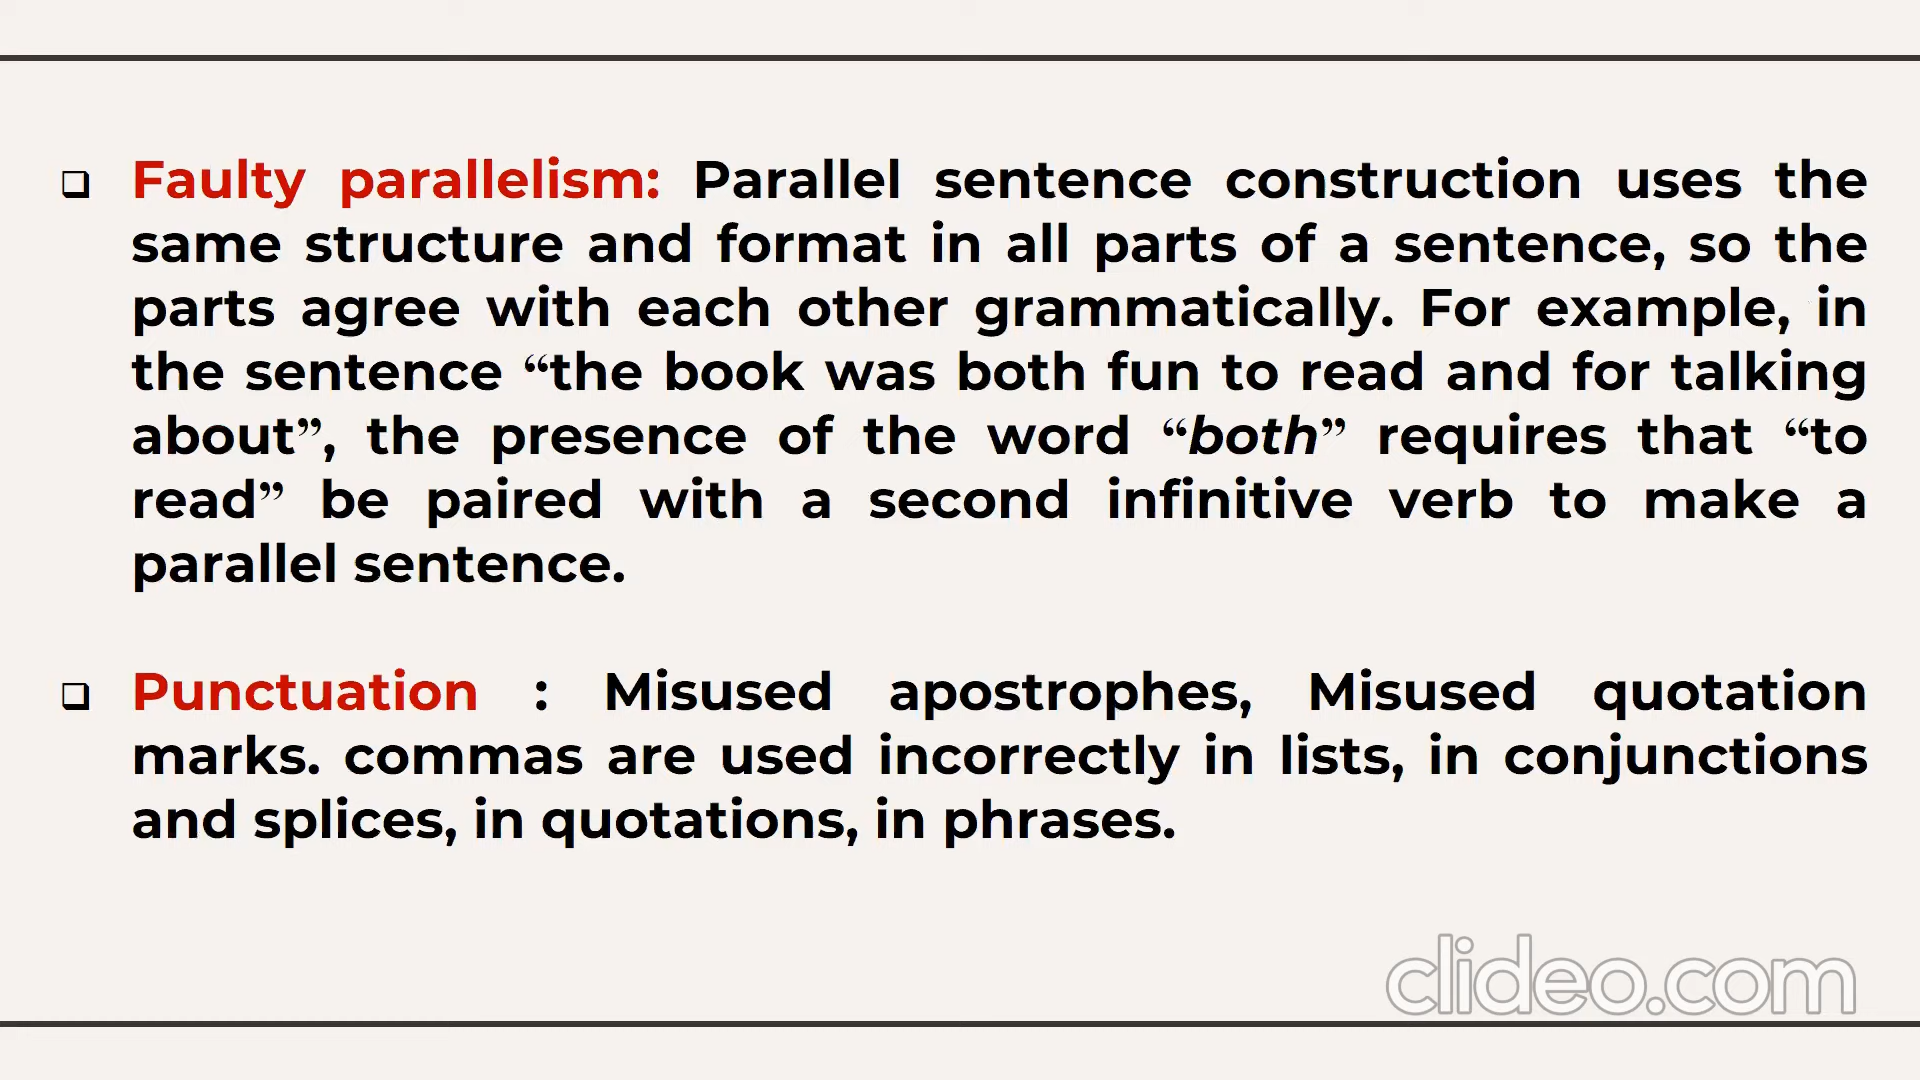 ❑ Faulty parallelism: Parallel sentence construction uses the
same structure and format in all parts of a sentence, so the
parts agree with each other grammatically. For example, in
the sentence “the book was both fun to read and for talking
about”, the presence of the word “both” requires that “to
read” be paired with a second infinitive verb to make a
parallel sentence.
❑ Punctuation : Misused apostrophes, Misused quotation
marks. commas are used incorrectly in lists, in conjunctions
and splices, in quotations, in phrases.
clideo.com